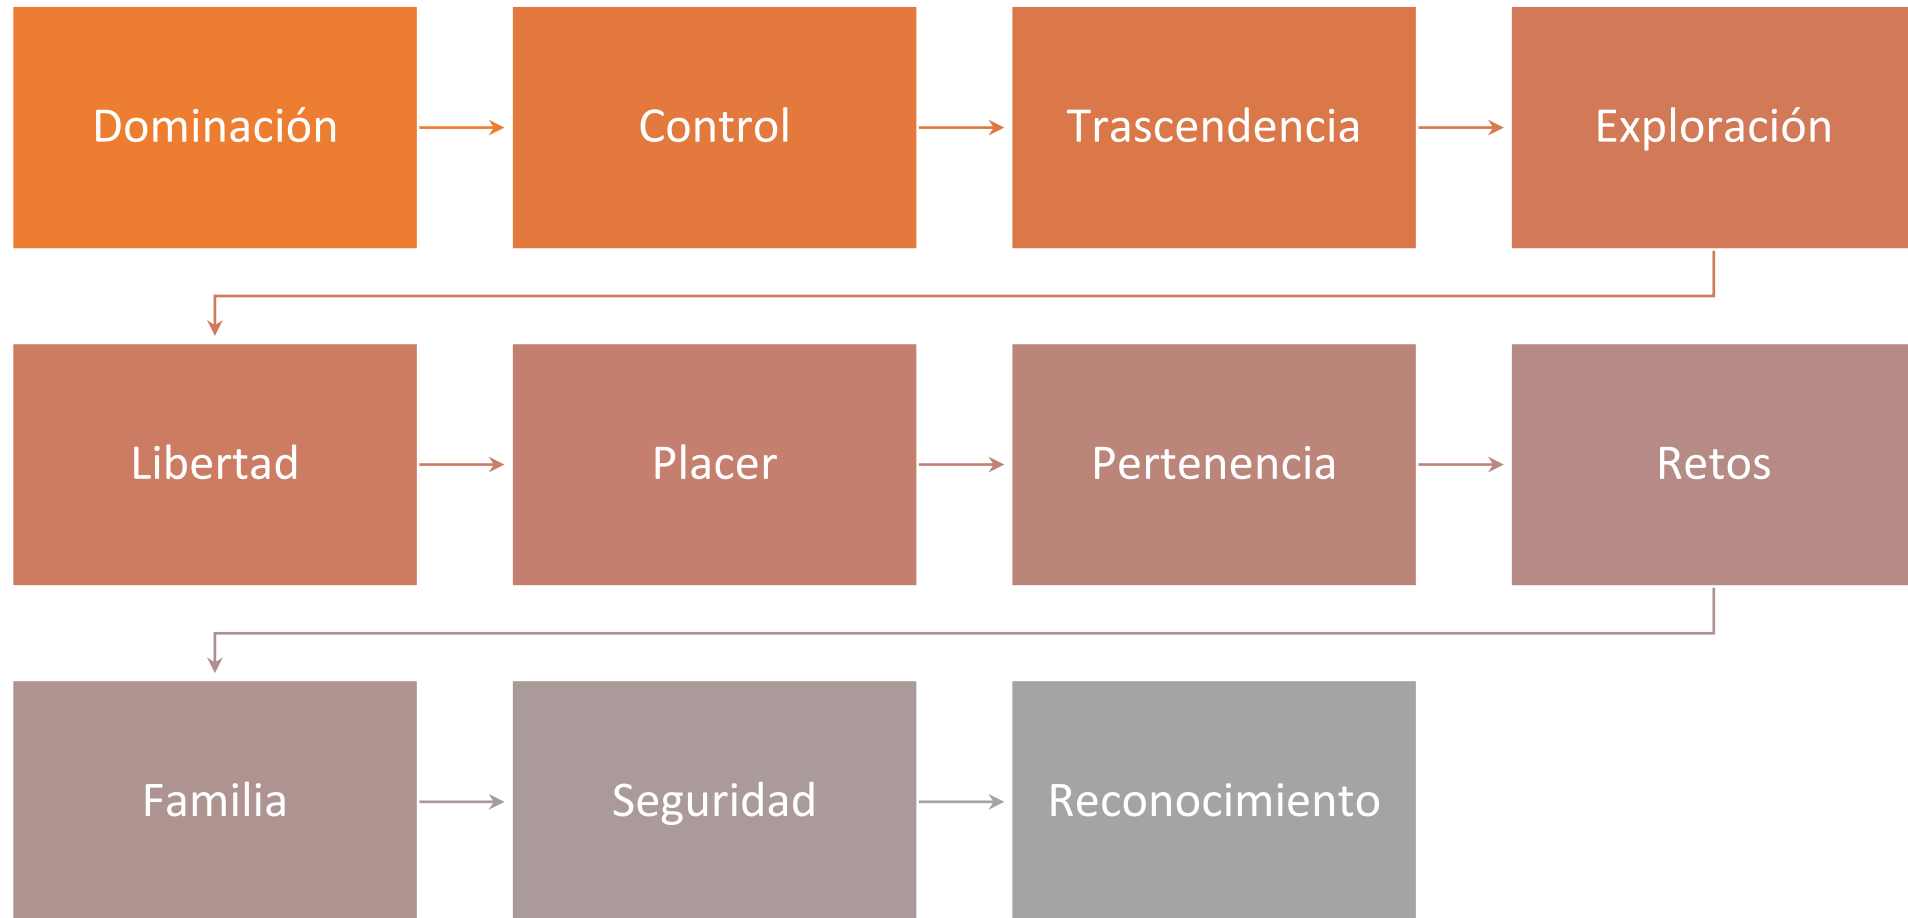 Dominación
Control
Trascendencia
Exploración
Libertad
Placer
Pertenencia
Retos
Familia
Seguridad
Reconocimiento